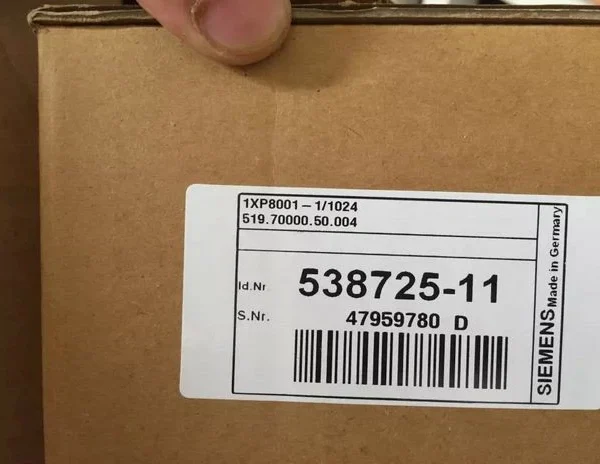 1XP8001 – 1/1024
519.70000.50.004
Id.Nr. 538725-11
S.Nr. 47959780 D
SIEMENS Made in Germany